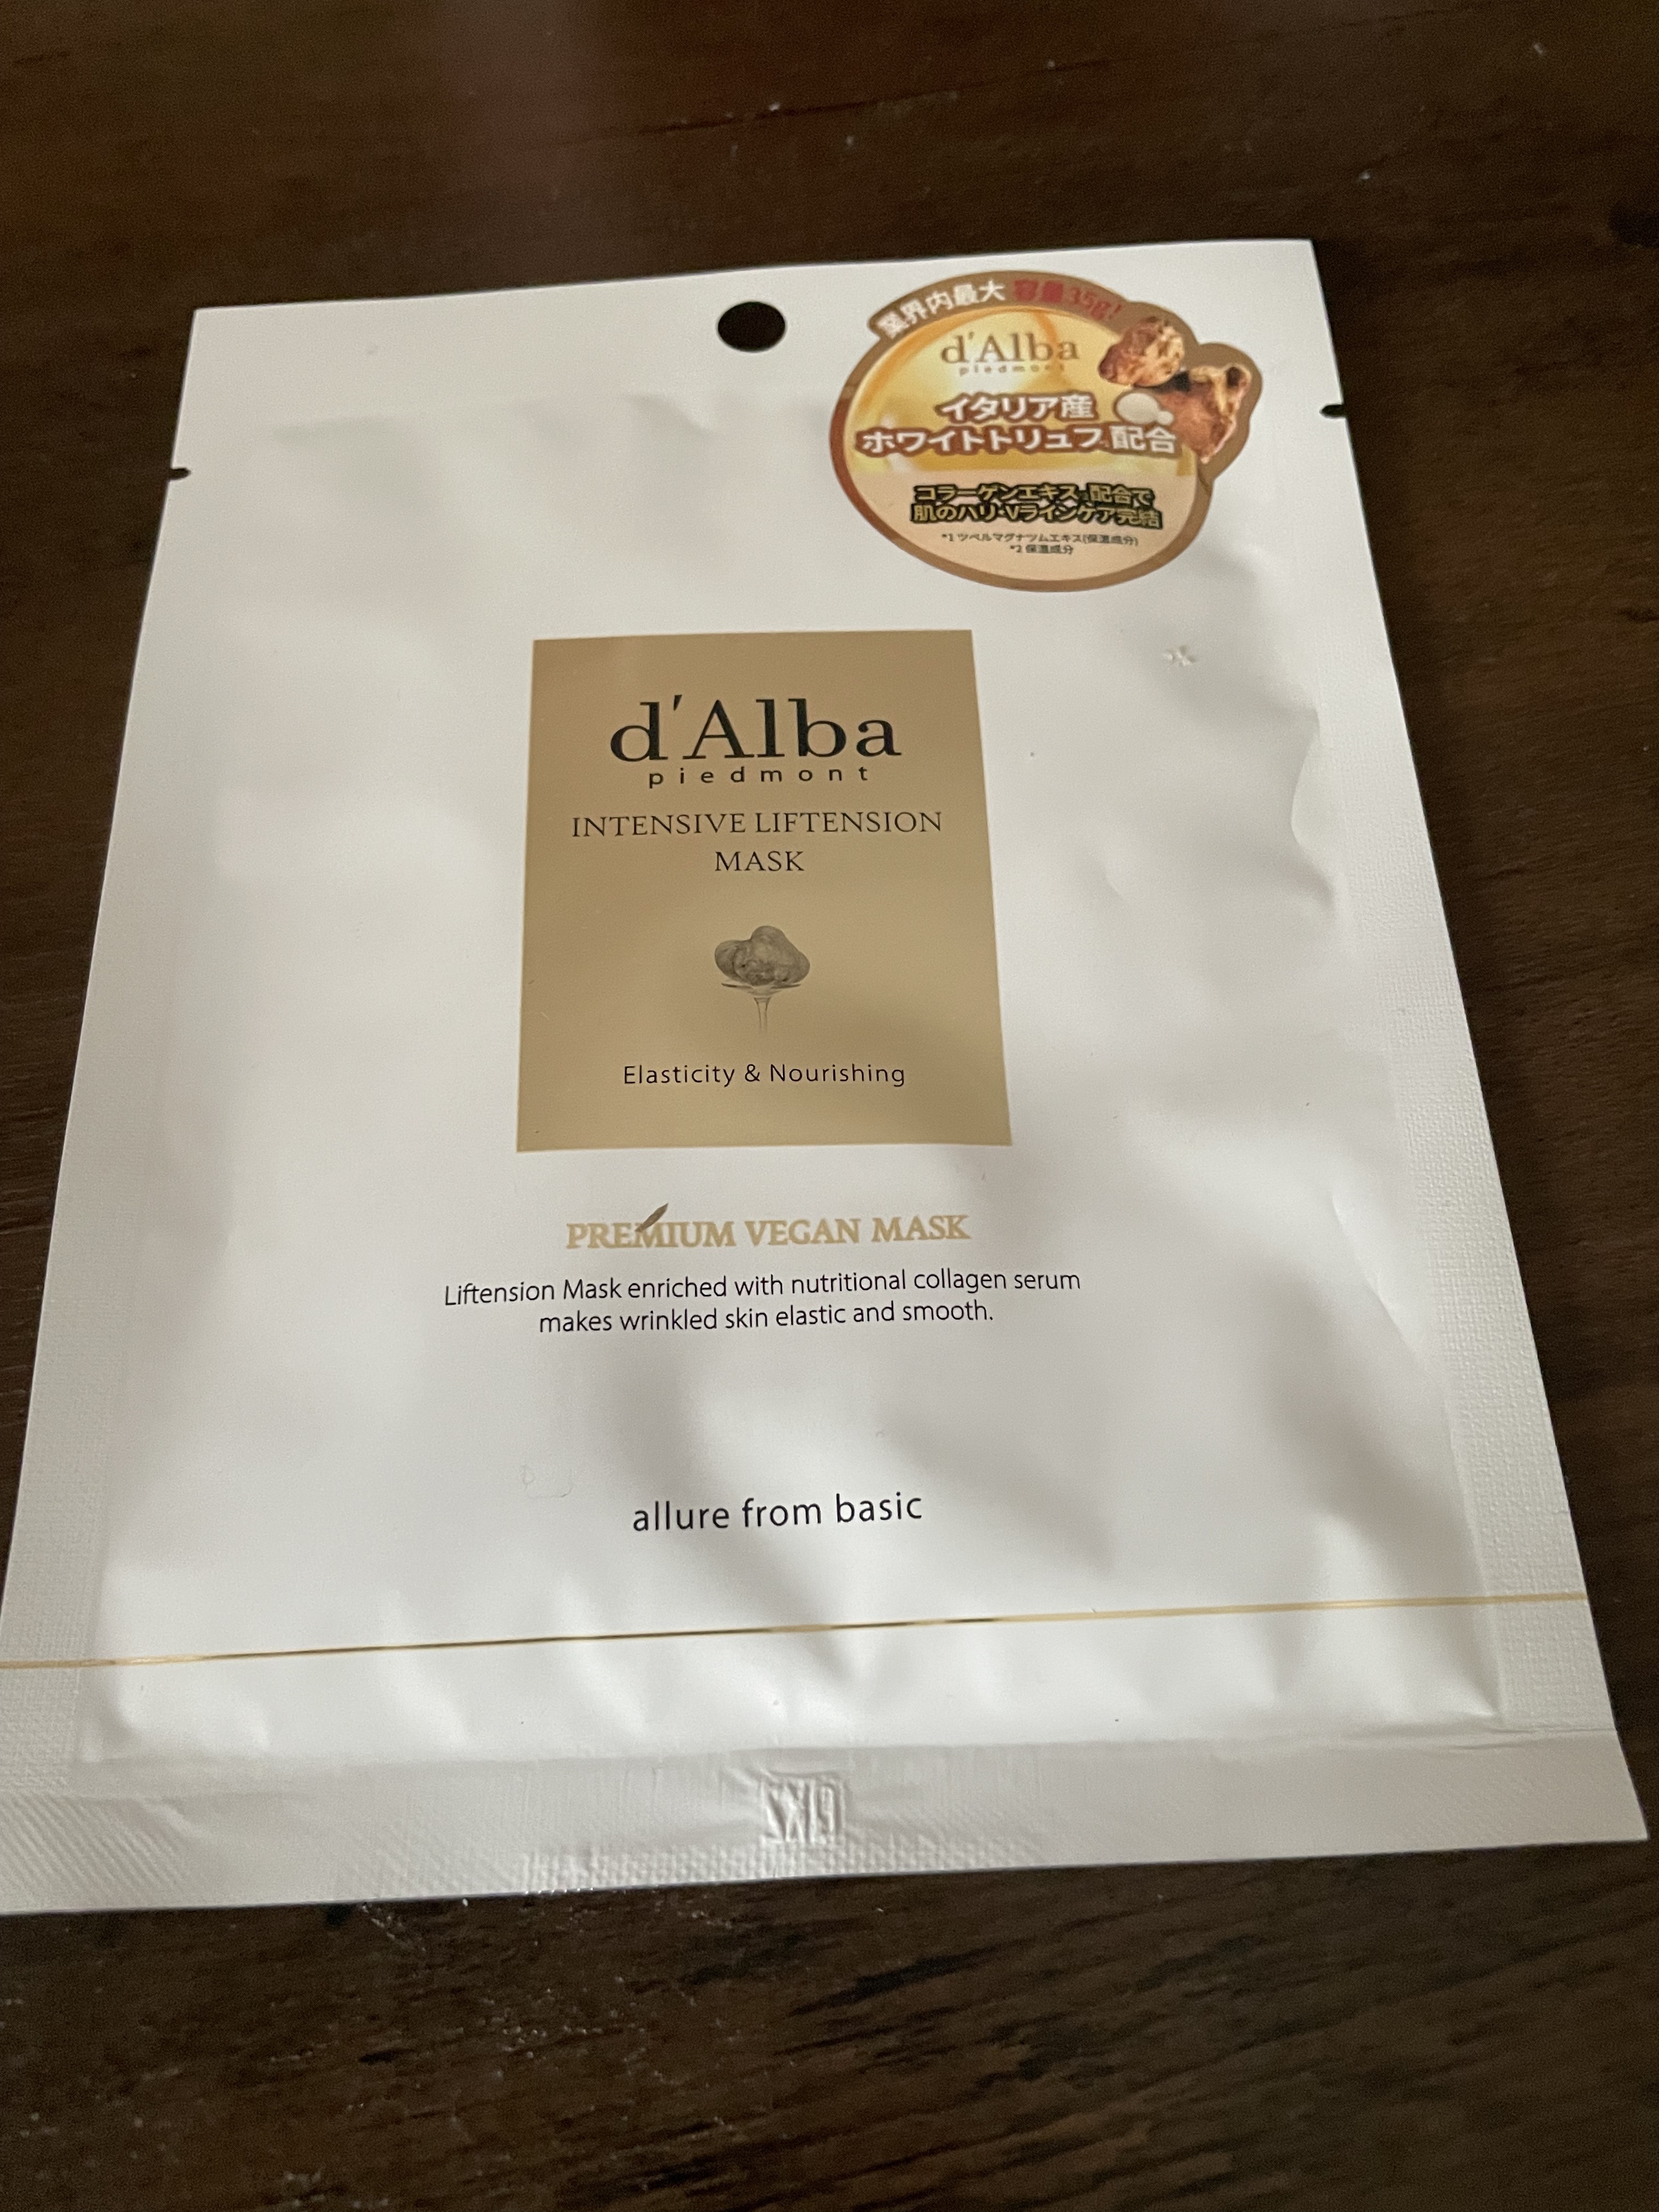 業界内最大 容量35g!
d'Alba
piedmont
イタリア産
ホワイトトリュフ 配合
コラーゲンエキス 配合で
肌のハリ・Vラインケア完結
*1 ツベルマグナツムエキス(保湿成分)
*2 保湿成分
d'Alba
piedmont
INTENSIVE LIFTENSION
MASK
Elasticity & Nourishing
PREMIUM VEGAN MASK
Liftension Mask enriched with nutritional collagen serum
makes wrinkled skin elastic and smooth.
allure from basic